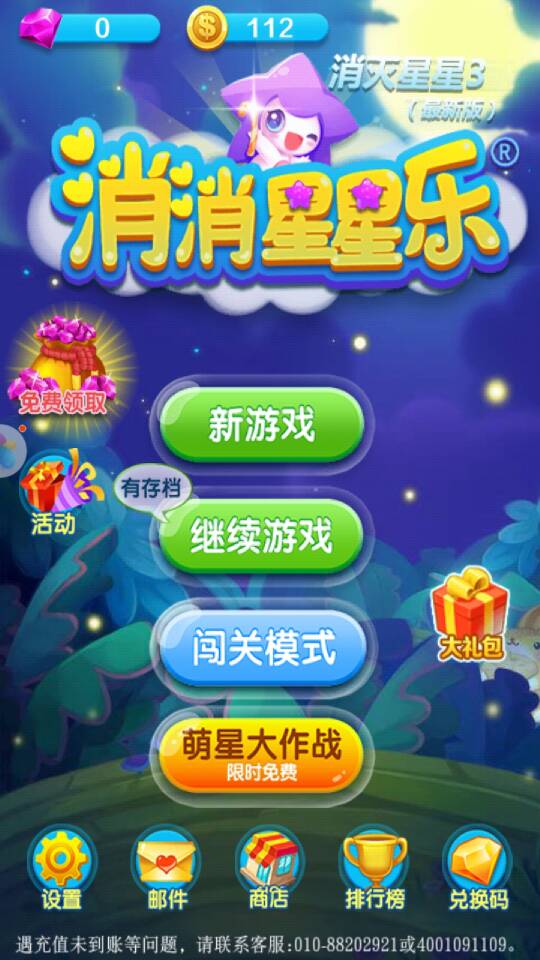 0
112
消灭星星3
（最新版）
消消星星乐®
免费领取
新游戏
活动
有存档
继续游戏
闯关模式
大礼包
萌星大作战
限时免费
设置
邮件
商店
排行榜
兑换码
遇充值未到账等问题，请联系客服:010-88202921或4001091109。